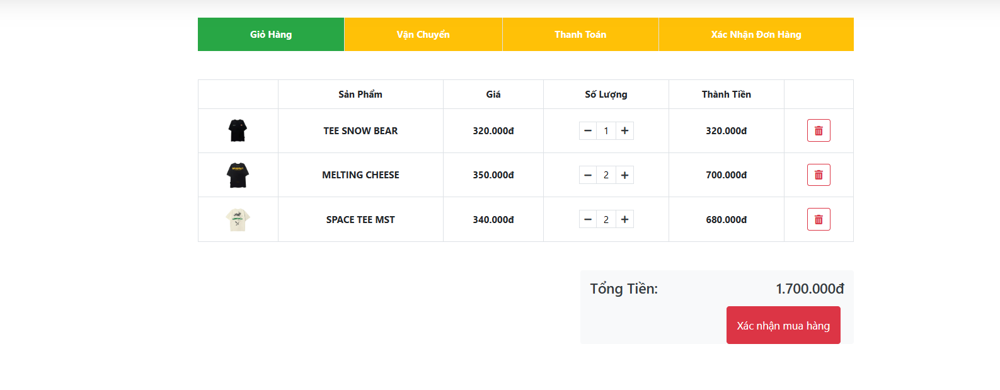 Giỏ Hàng Vận Chuyển Thanh Toán Xác Nhận Đơn Hàng
Sản Phẩm Giá Số Lượng Thành Tiền
TEE SNOW BEAR 320.000đ − 1 + 320.000đ
MELTING CHEESE 350.000đ − 2 + 700.000đ
SPACE TEE MST 340.000đ − 2 + 680.000đ
Tổng Tiền: 1.700.000đ
Xác nhận mua hàng